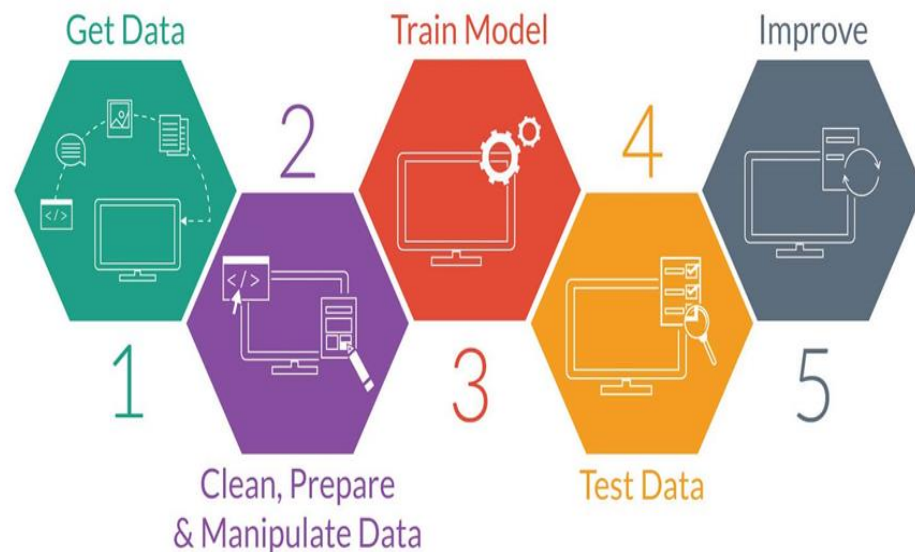 Get Data
1
2
Clean, Prepare
& Manipulate Data
Train Model
3
4
Test Data
Improve
5
</>
</>